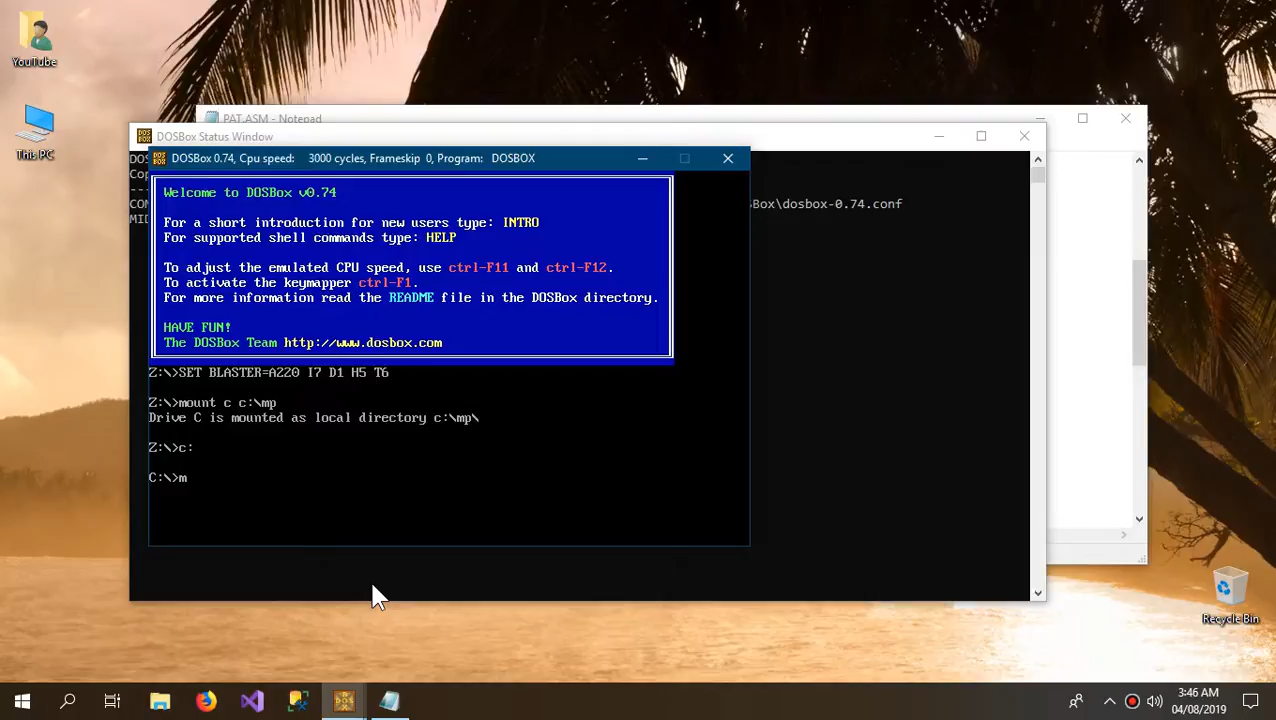 YouTube
This PC
PAT.ASM - Notepad
DOSBox Status Window
DOSBox 0.74, Cpu speed: 3000 cycles, Frameskip 0, Program: DOSBOX
Box\dosbox-0.74.conf
Welcome to DOSBox v0.74
For a short introduction for new users type: INTRO
For supported shell commands type: HELP
To adjust the emulated CPU speed, use ctrl-F11 and ctrl-F12.
To activate the keymapper ctrl-F1.
For more information read the README file in the DOSBox directory.
HAVE FUN!
The DOSBox Team http://www.dosbox.com
Z:\>SET BLASTER=A220 I7 D1 H5 T6
Z:\>mount c c:\mp
Drive C is mounted as local directory c:\mp\
Z:\>c:
C:\>m
Recycle Bin
3:46 AM
04/08/2019